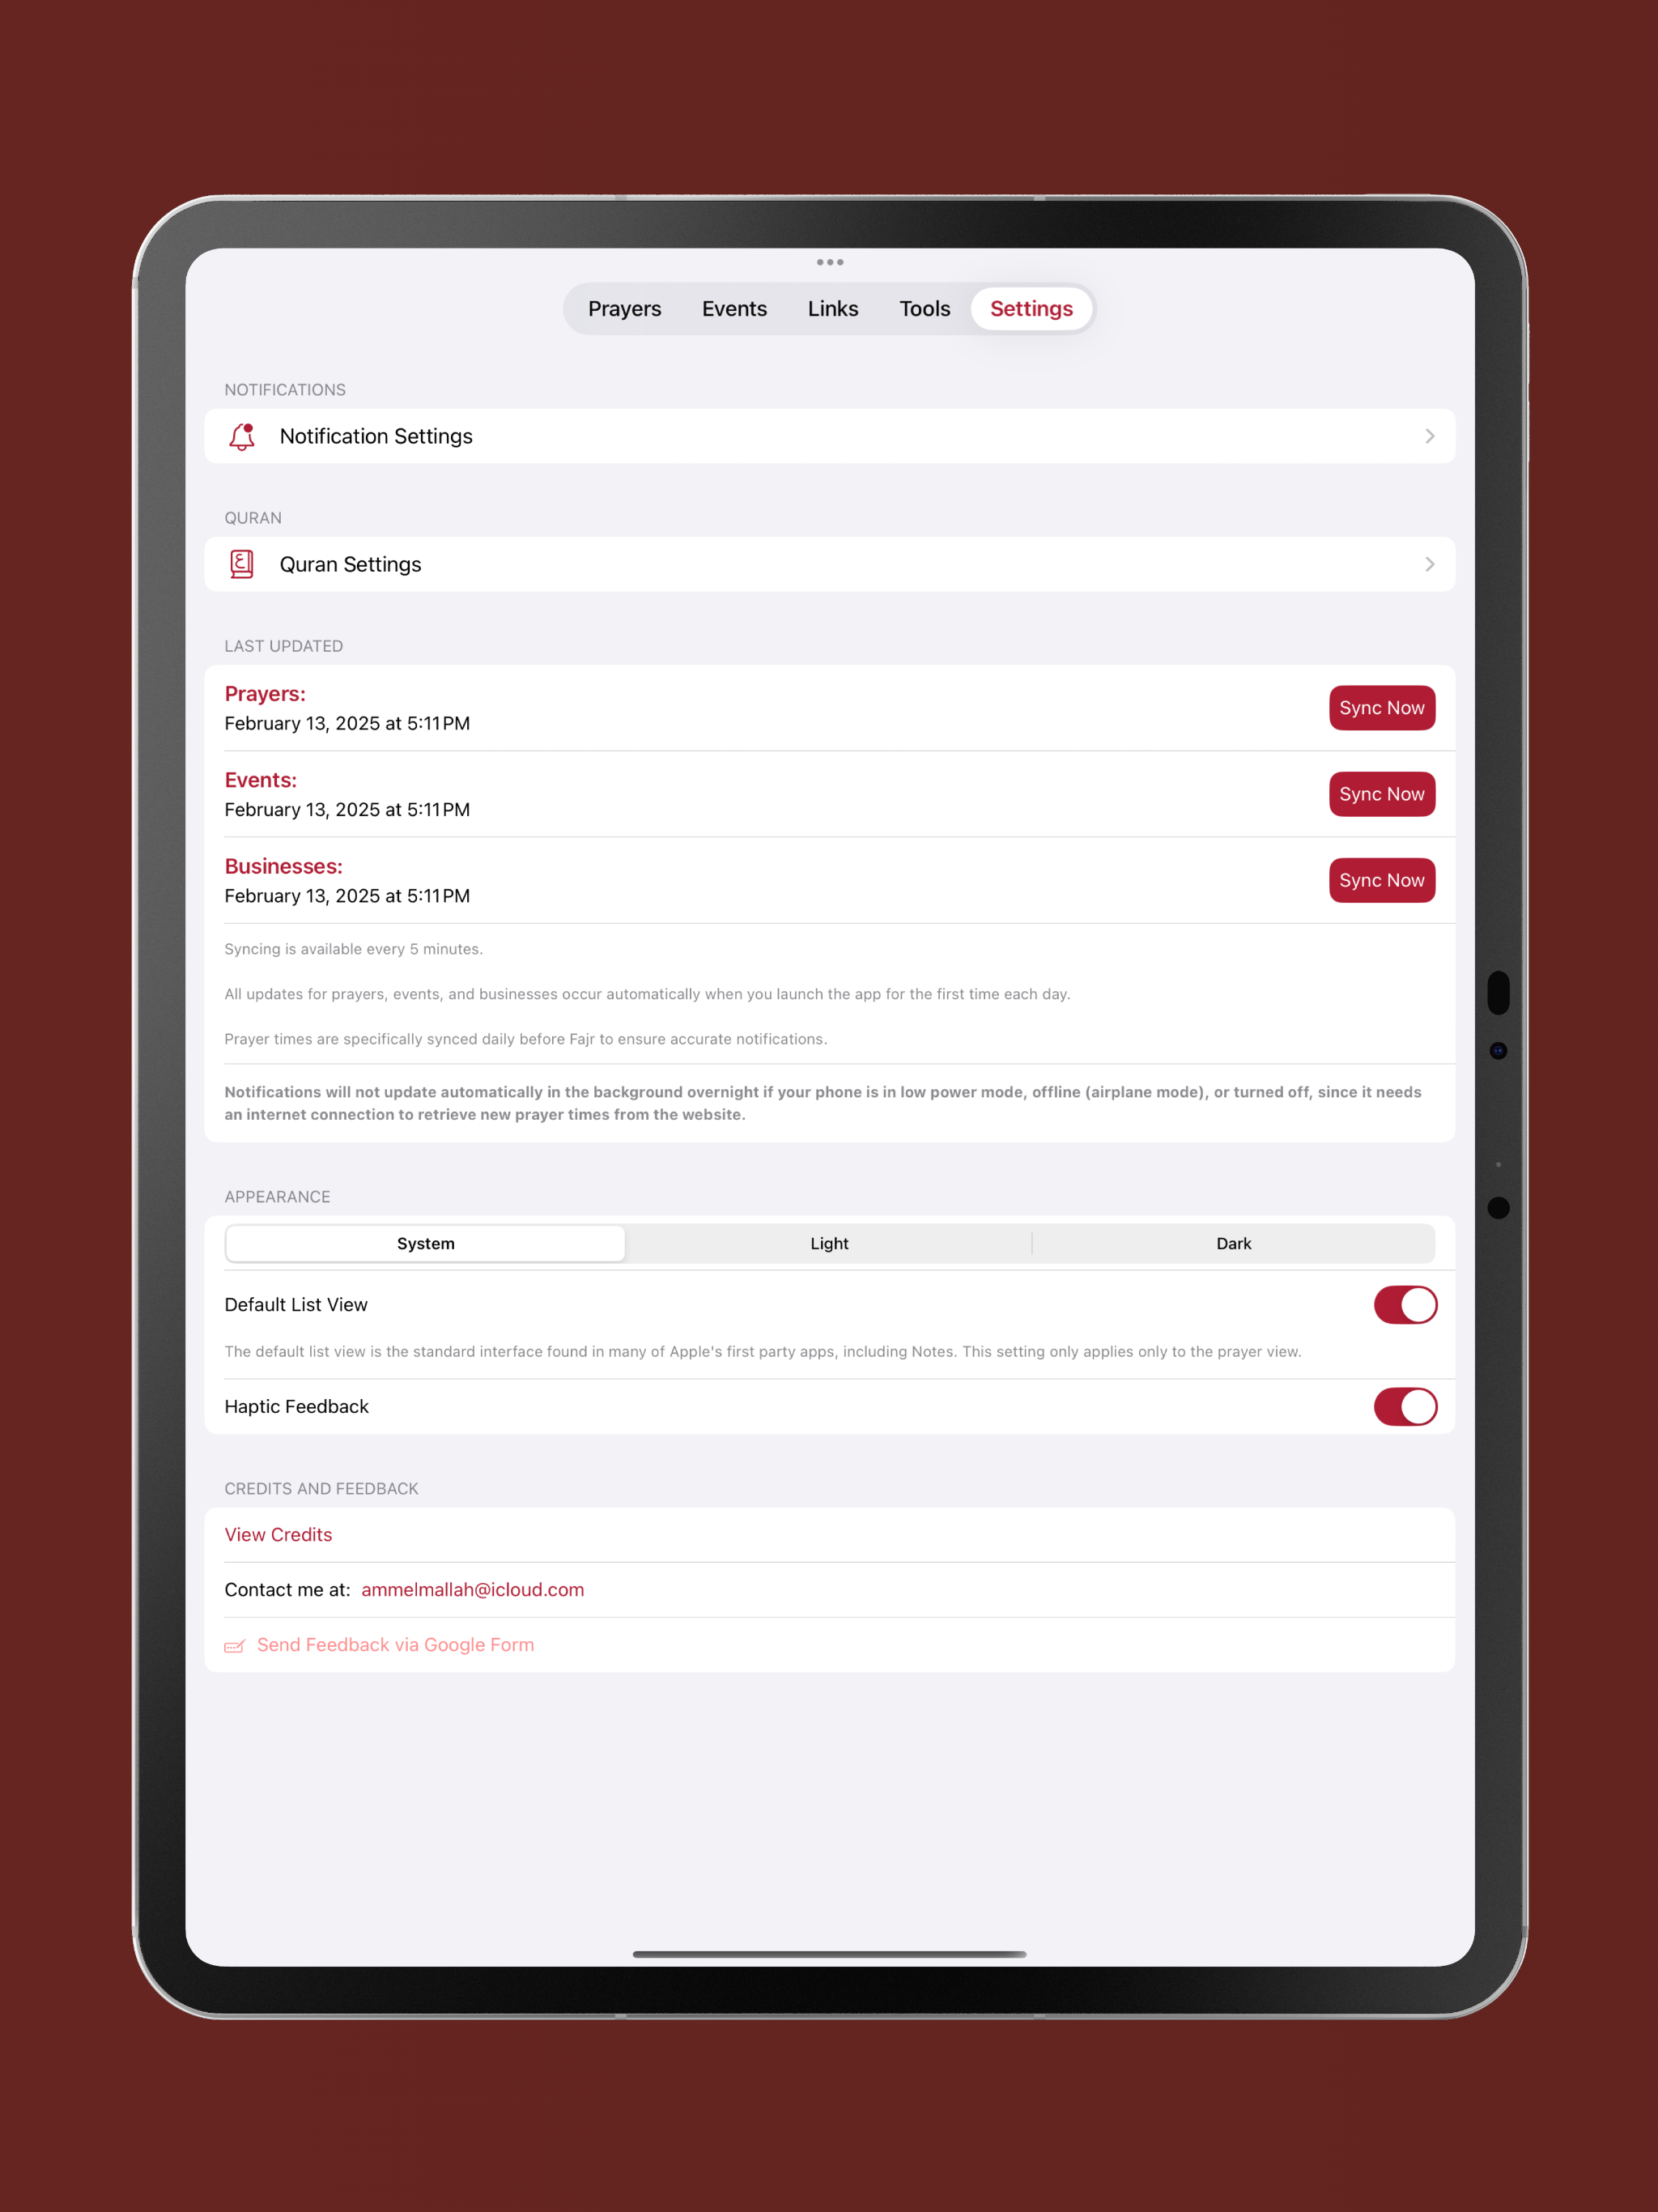 Prayers Events Links Tools Settings
NOTIFICATIONS
Notification Settings
QURAN
ع
Quran Settings
LAST UPDATED
Prayers:
February 13, 2025 at 5:11 PM
Sync Now
Events:
February 13, 2025 at 5:11 PM
Sync Now
Businesses:
February 13, 2025 at 5:11 PM
Sync Now
Syncing is available every 5 minutes.
All updates for prayers, events, and businesses occur automatically when you launch the app for the first time each day.
Prayer times are specifically synced daily before Fajr to ensure accurate notifications.
Notifications will not update automatically in the background overnight if your phone is in low power mode, offline (airplane mode), or turned off, since it needs
an internet connection to retrieve new prayer times from the website.
APPEARANCE
System Light Dark
Default List View
The default list view is the standard interface found in many of Apple's first party apps, including Notes. This setting only applies only to the prayer view.
Haptic Feedback
CREDITS AND FEEDBACK
View Credits
Contact me at: ammelmallah@icloud.com
Send Feedback via Google Form